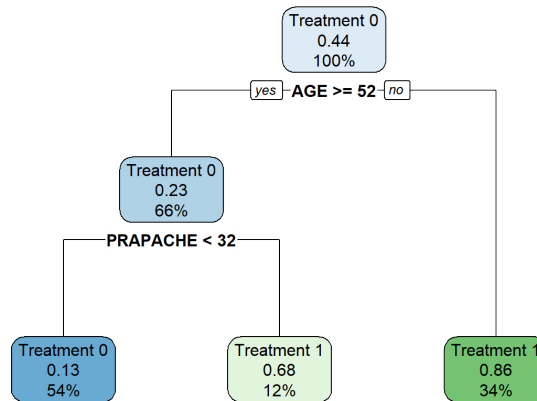 Treatment 0
0.44
100%
yes AGE >= 52 no
Treatment 0
0.23
66%
PRAPACHE < 32
Treatment 0
0.13
54%
Treatment 1
0.68
12%
Treatment 1
0.86
34%